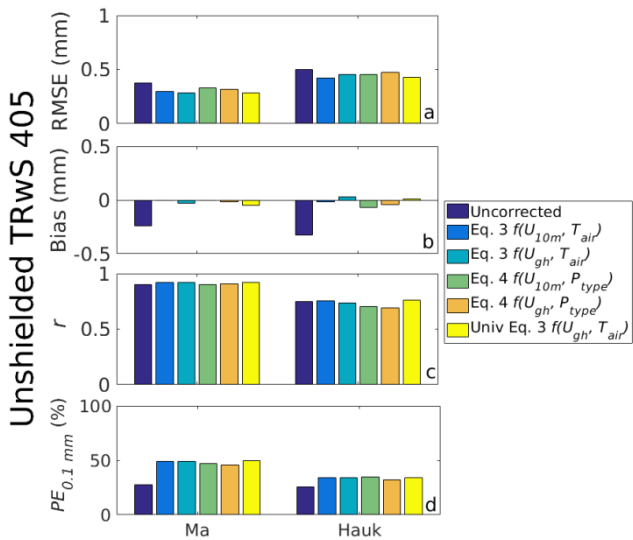 Unshielded TRwS 405
RMSE (mm)
1
0.5
0
a
Bias (mm)
0.5
0
-0.5
b
r
1
0.5
0
c
PE0.1 mm (%)
100
50
0
d
Ma Hauk
Uncorrected
Eq. 3 f(U10m, Tair)
Eq. 3 f(Ugh, Tair)
Eq. 4 f(U10m, Ptype)
Eq. 4 f(Ugh, Ptype)
Univ Eq. 3 f(Ugh, Tair)